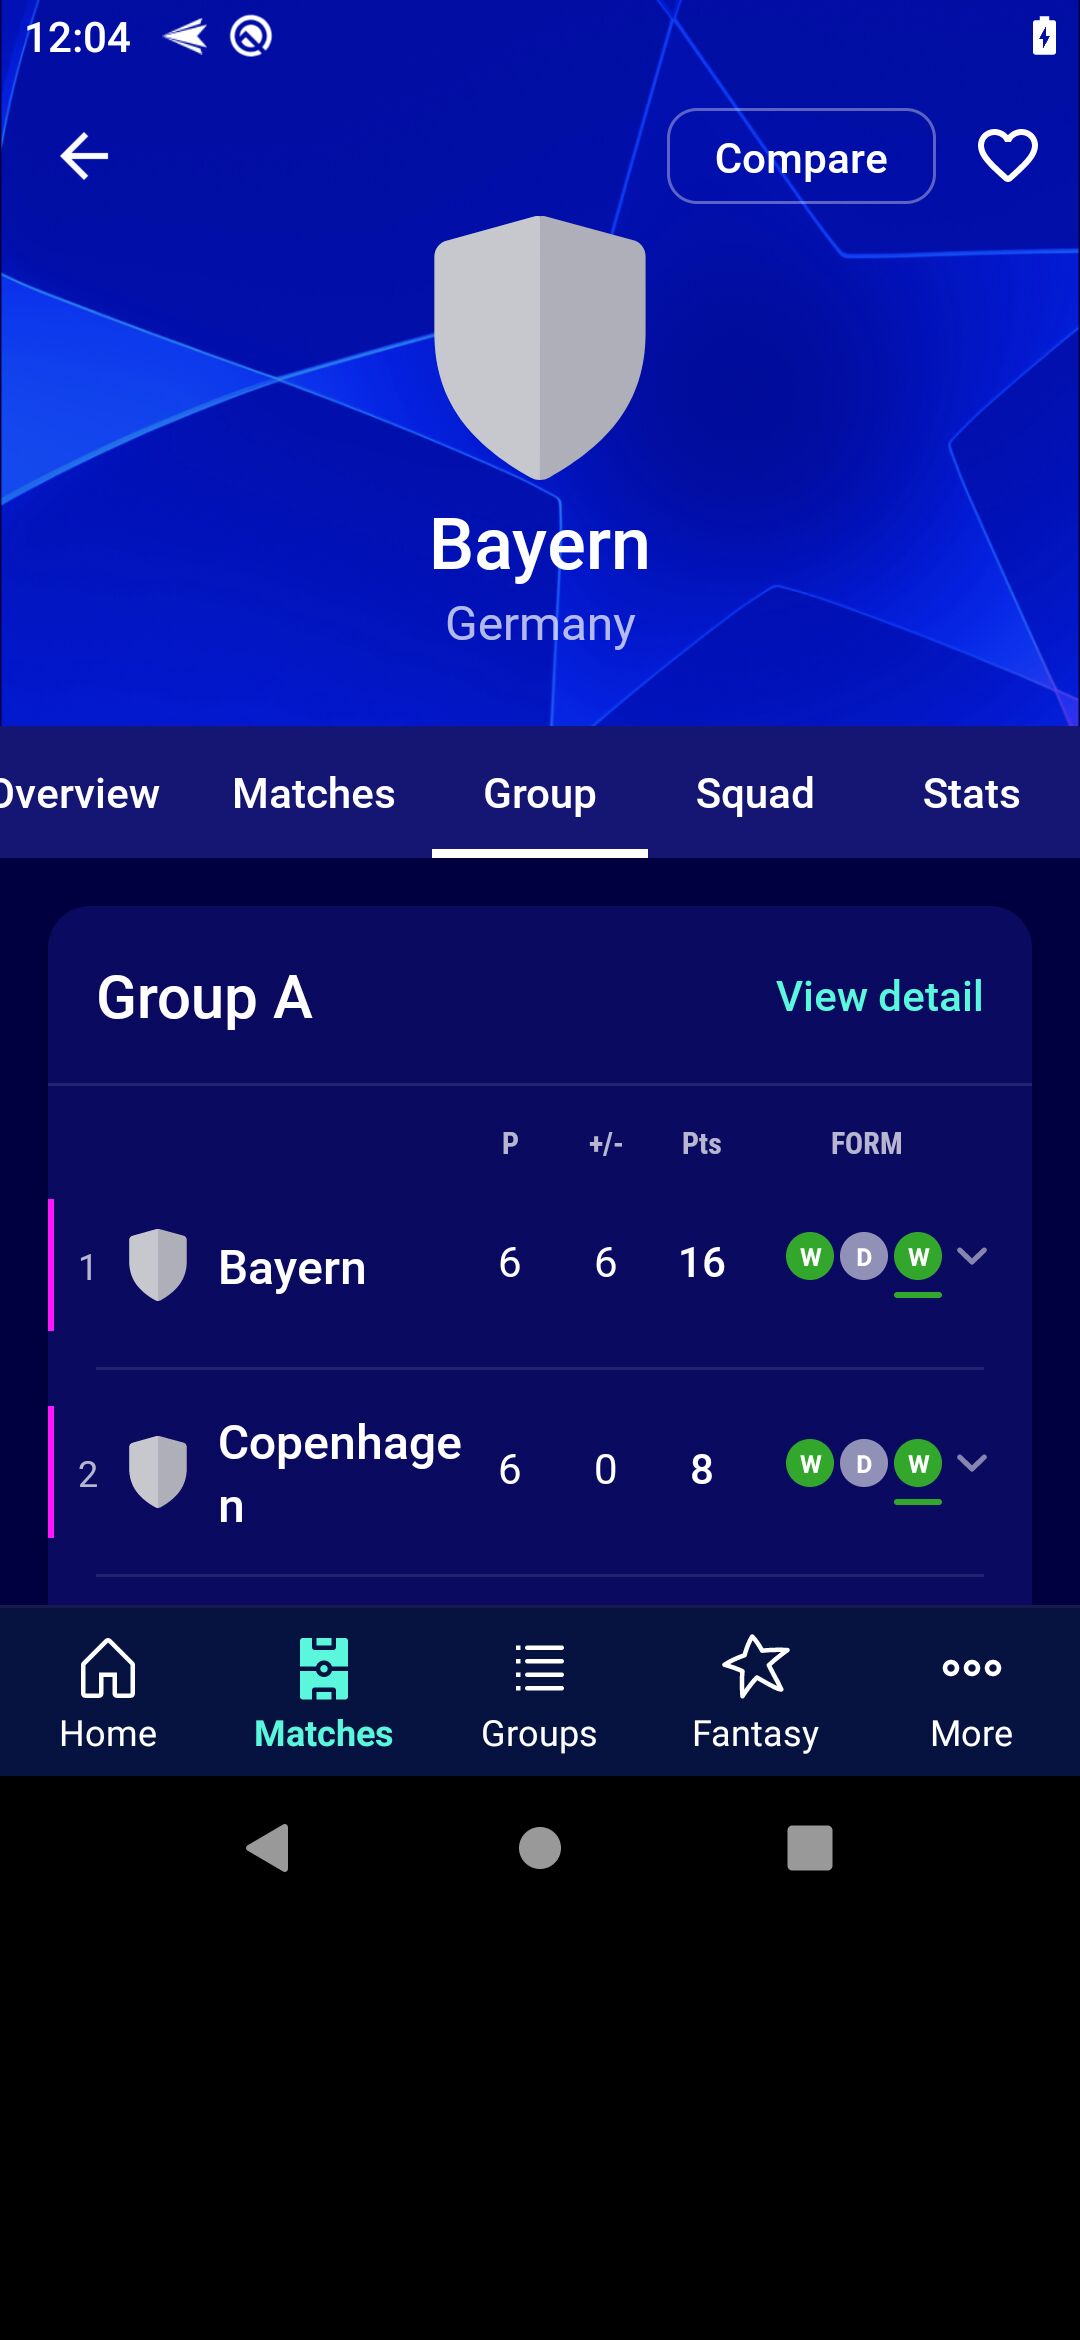 12:04
Compare
Bayern
Germany
Overview Matches Group Squad Stats
Group A View detail
P +/- Pts FORM
1 Bayern 6 6 16 W D W
2 Copenhage
n 6 0 8 W D W
Home Matches Groups Fantasy More